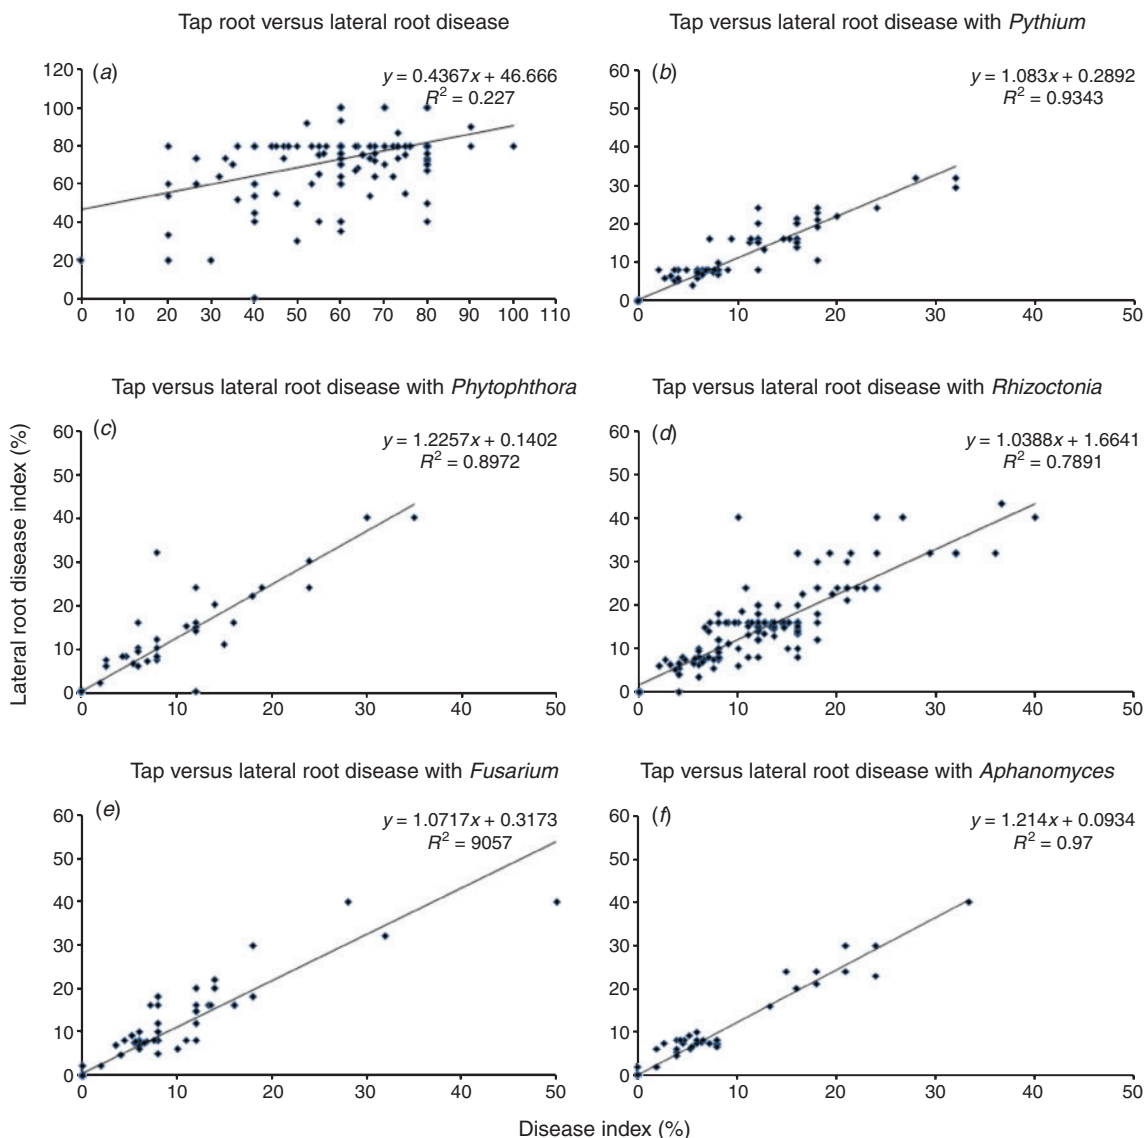 Tap root versus lateral root disease
(a)
y = 0.4367x + 46.666
R² = 0.227
120
100
80
60
40
20
0
0 10 20 30 40 50 60 70 80 90 100 110
Tap versus lateral root disease with Pythium
(b)
y = 1.083x + 0.2892
R² = 0.9343
60
50
40
30
20
10
0
0 10 20 30 40 50
Tap versus lateral root disease with Phytophthora
(c)
y = 1.2257x + 0.1402
R² = 0.8972
60
50
40
30
20
10
0
0 10 20 30 40 50
Tap versus lateral root disease with Rhizoctonia
(d)
y = 1.0388x + 1.6641
R² = 0.7891
60
50
40
30
20
10
0
0 10 20 30 40 50
Lateral root disease index (%)
Tap versus lateral root disease with Fusarium
(e)
y = 1.0717x + 0.3173
R² = 9057
60
50
40
30
20
10
0
0 10 20 30 40 50
Tap versus lateral root disease with Aphanomyces
(f)
y = 1.214x + 0.0934
R² = 0.97
60
50
40
30
20
10
0
0 10 20 30 40 50
Disease index (%)